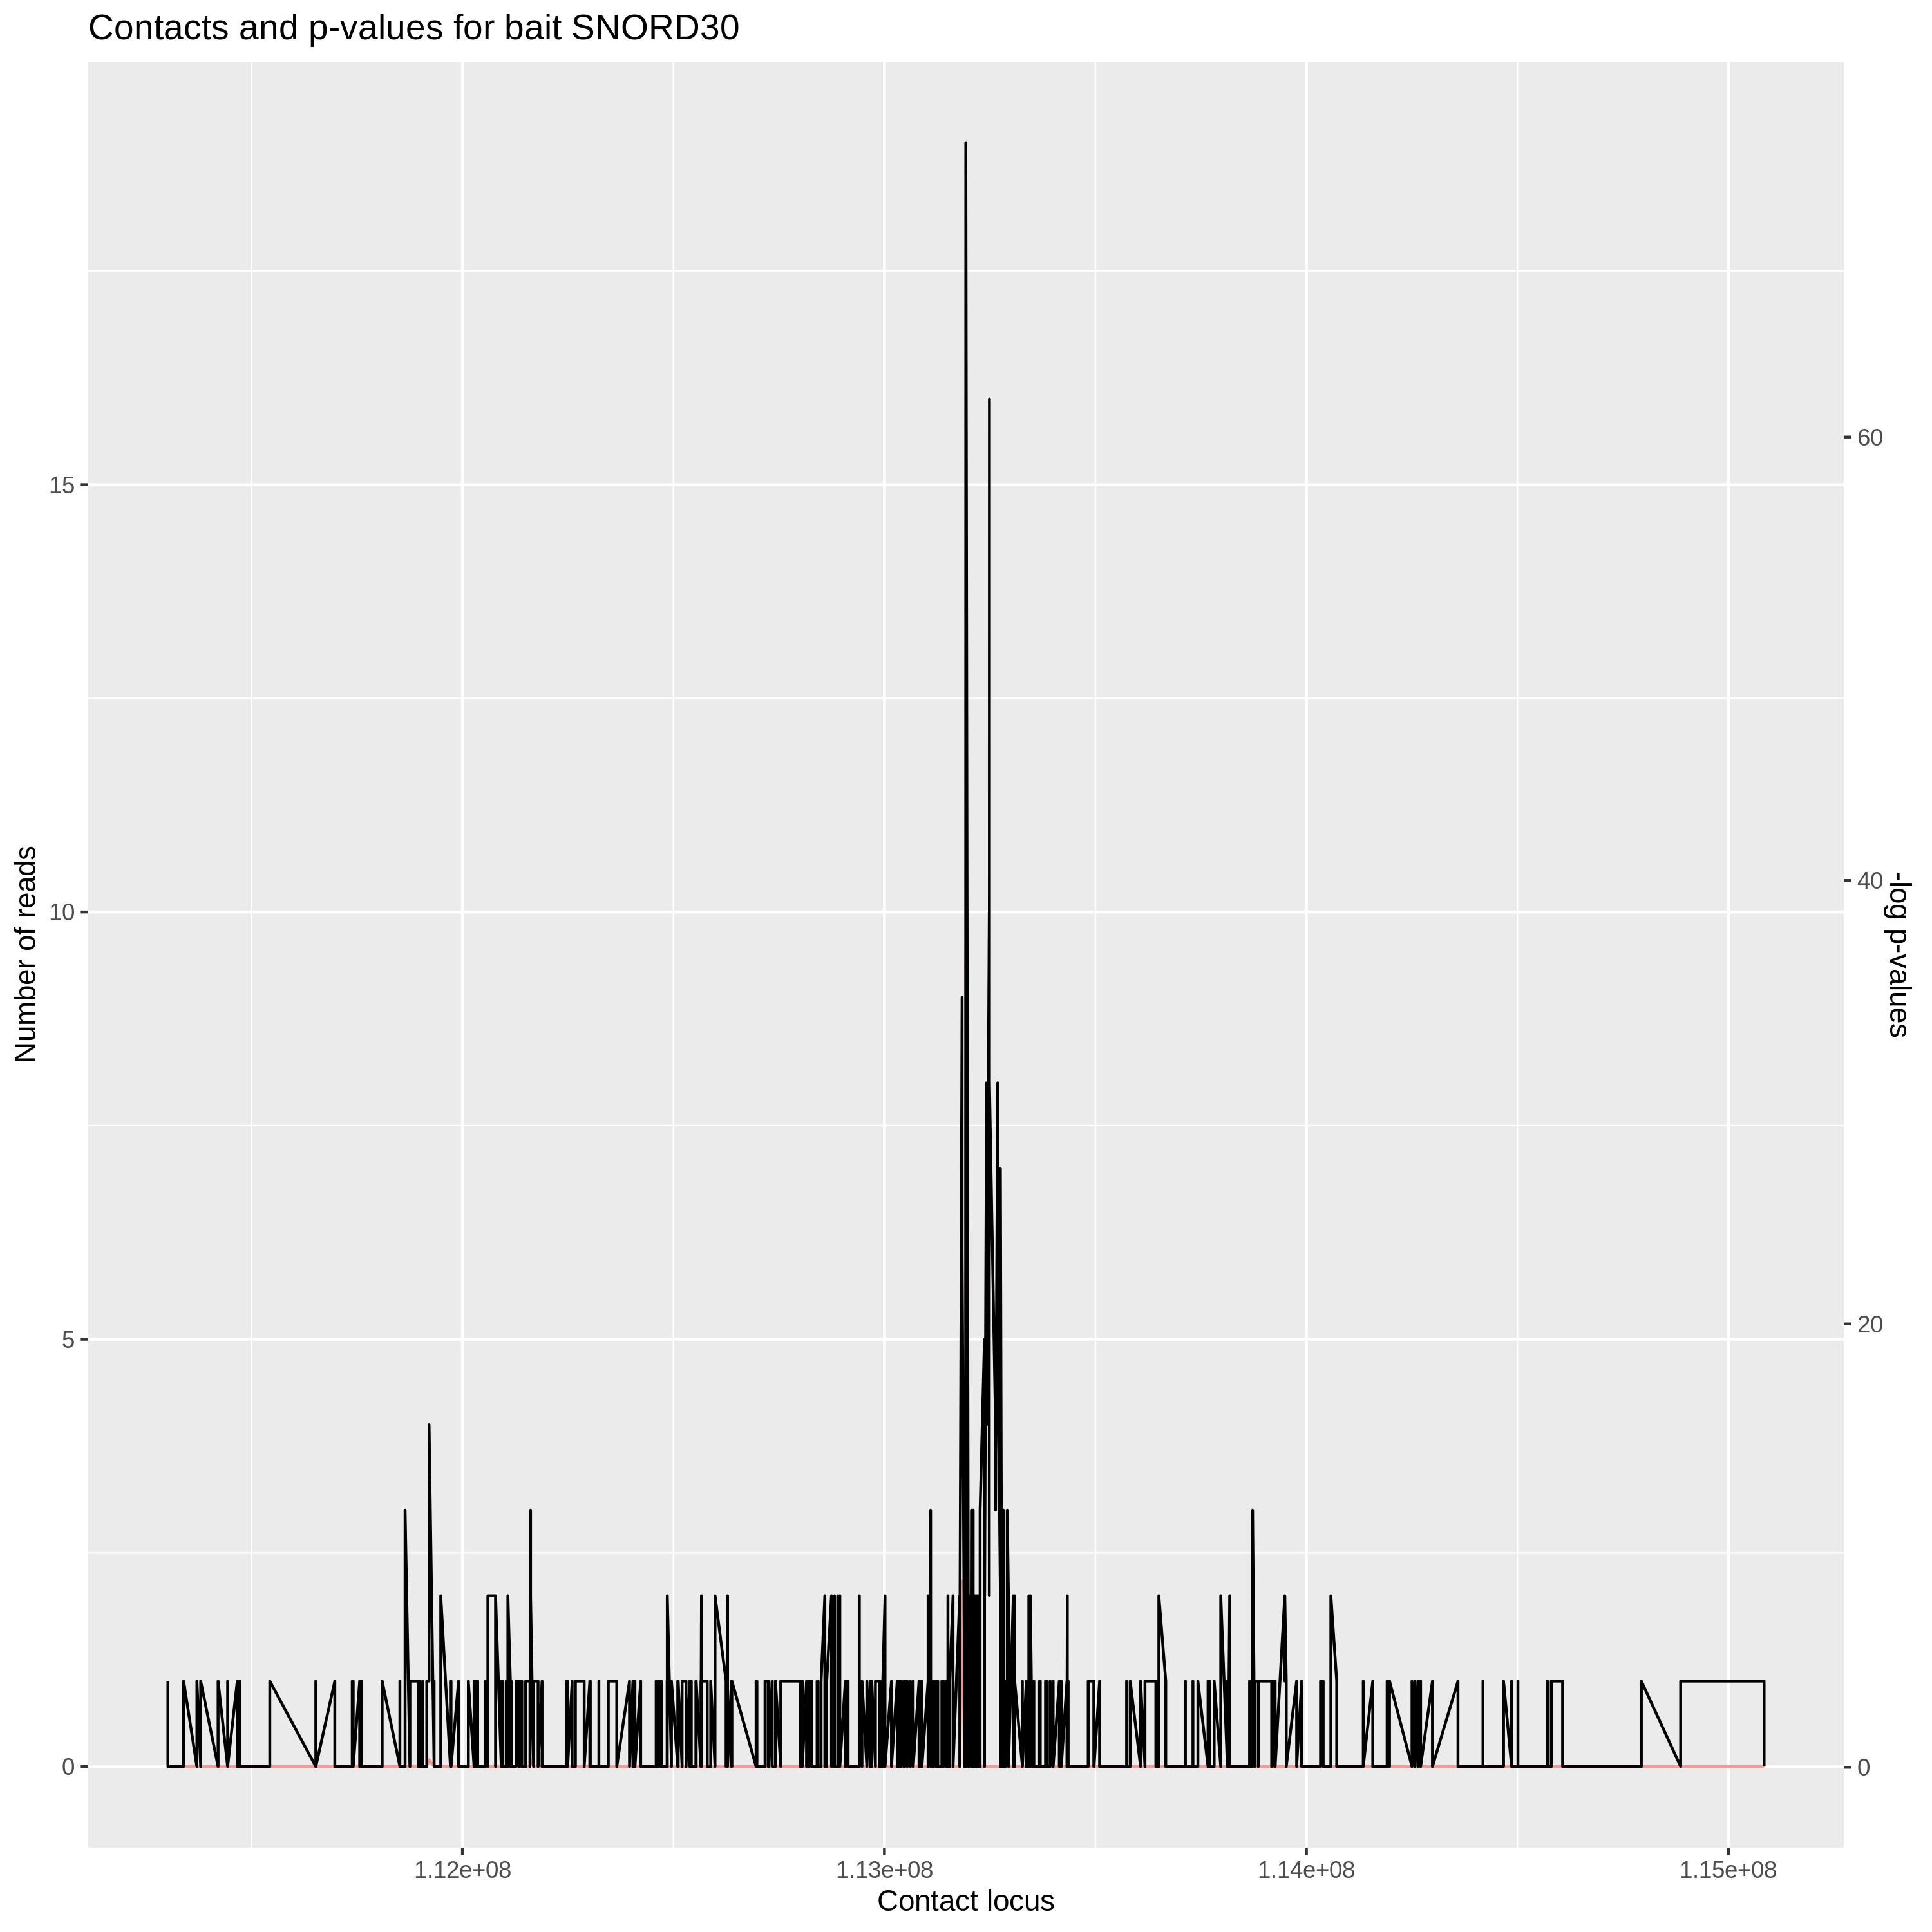 Contacts and p-values for bait SNORD30
Number of reads
15
10
5
0
60
40
20
0
-log p-values
1.12e+08
1.13e+08
1.14e+08
1.15e+08
Contact locus